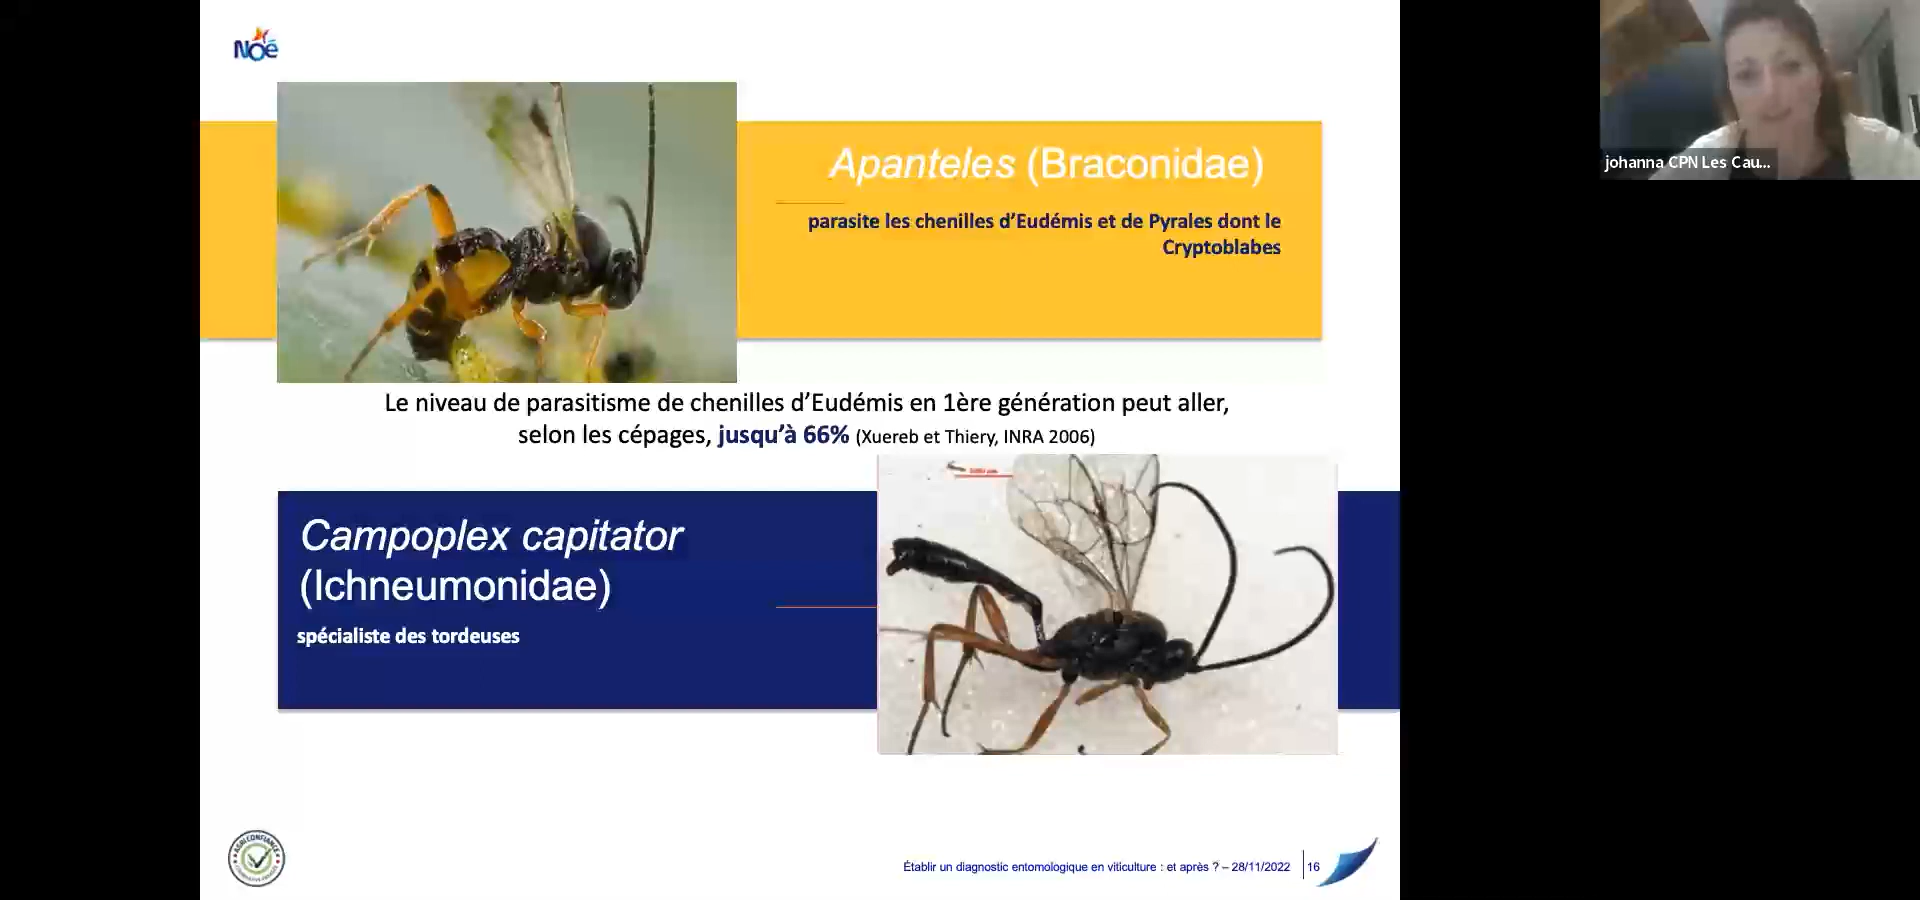 Noé
johanna CPN Les Cau...
Apanteles (Braconidae)
parasite les chenilles d'Eudémis et de Pyrales dont le
Cryptoblabes
Le niveau de parasitisme de chenilles d'Eudémis en 1ère génération peut aller,
selon les cépages, jusqu'à 66% (Xuereb et Thiery, INRA 2006)
Campoplex capitator
(Ichneumonidae)
spécialiste des tordeuses
AGRI CONFIANCE
Établir un diagnostic entomologique en viticulture : et après ? – 28/11/2022
16